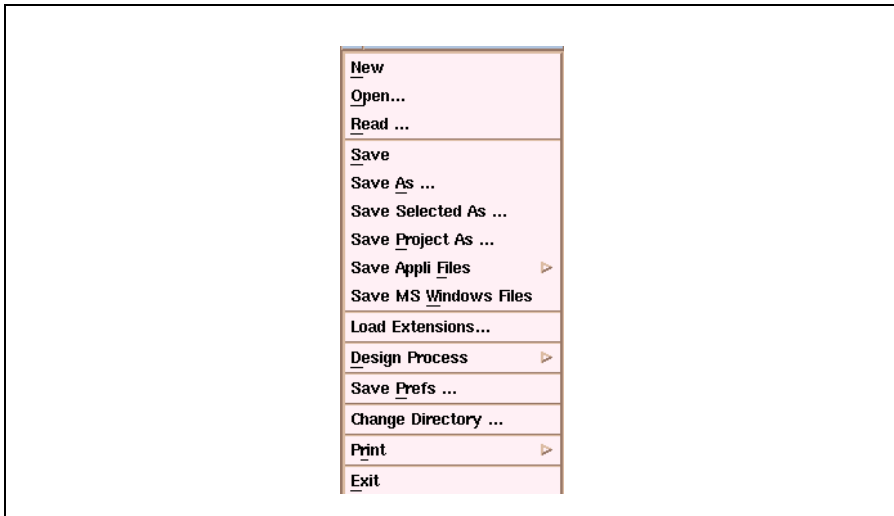 New
Open...
Read ...
Save
Save As ...
Save Selected As ...
Save Project As ...
Save Appli Files
Save MS Windows Files
Load Extensions...
Design Process
Save Prefs ...
Change Directory ...
Print
Exit